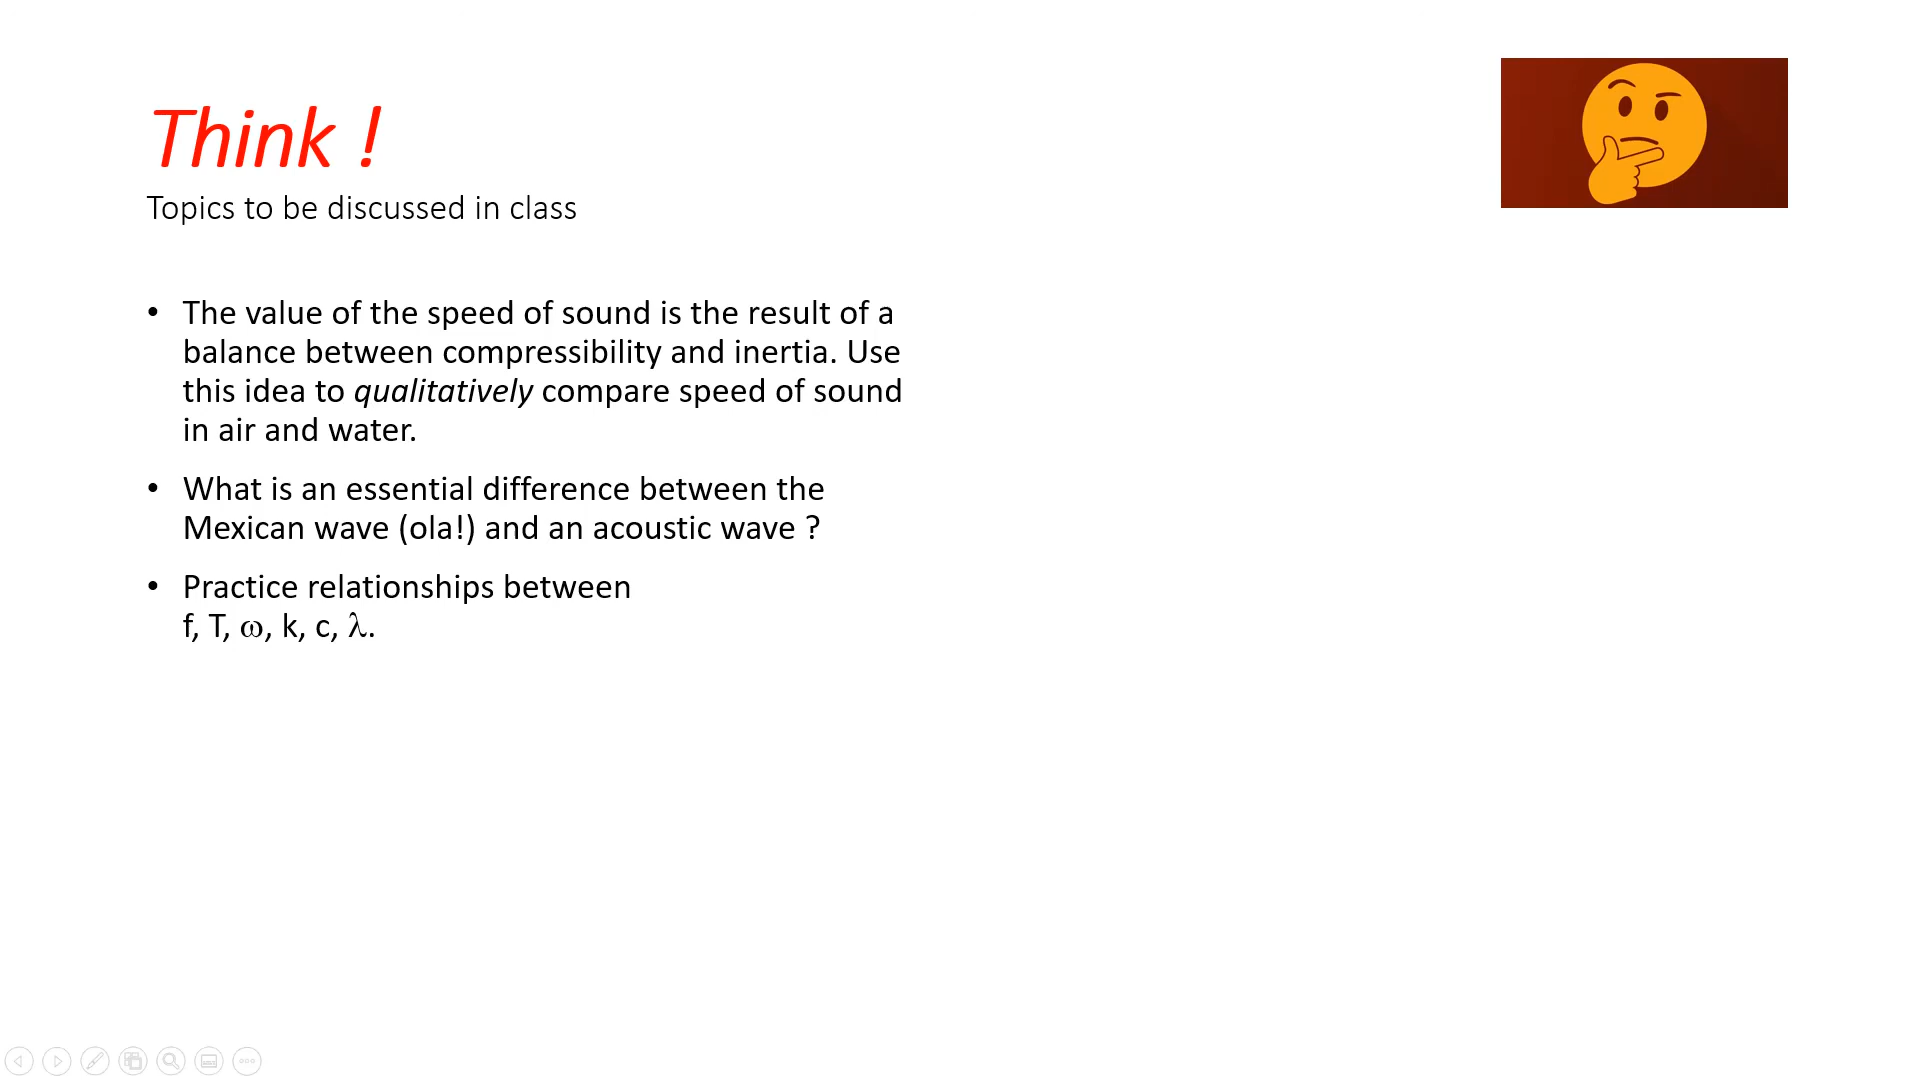 Think !
Topics to be discussed in class
• The value of the speed of sound is the result of a
balance between compressibility and inertia. Use
this idea to qualitatively compare speed of sound
in air and water.
• What is an essential difference between the
Mexican wave (ola!) and an acoustic wave ?
• Practice relationships between
f, T, ω, k, c, λ.